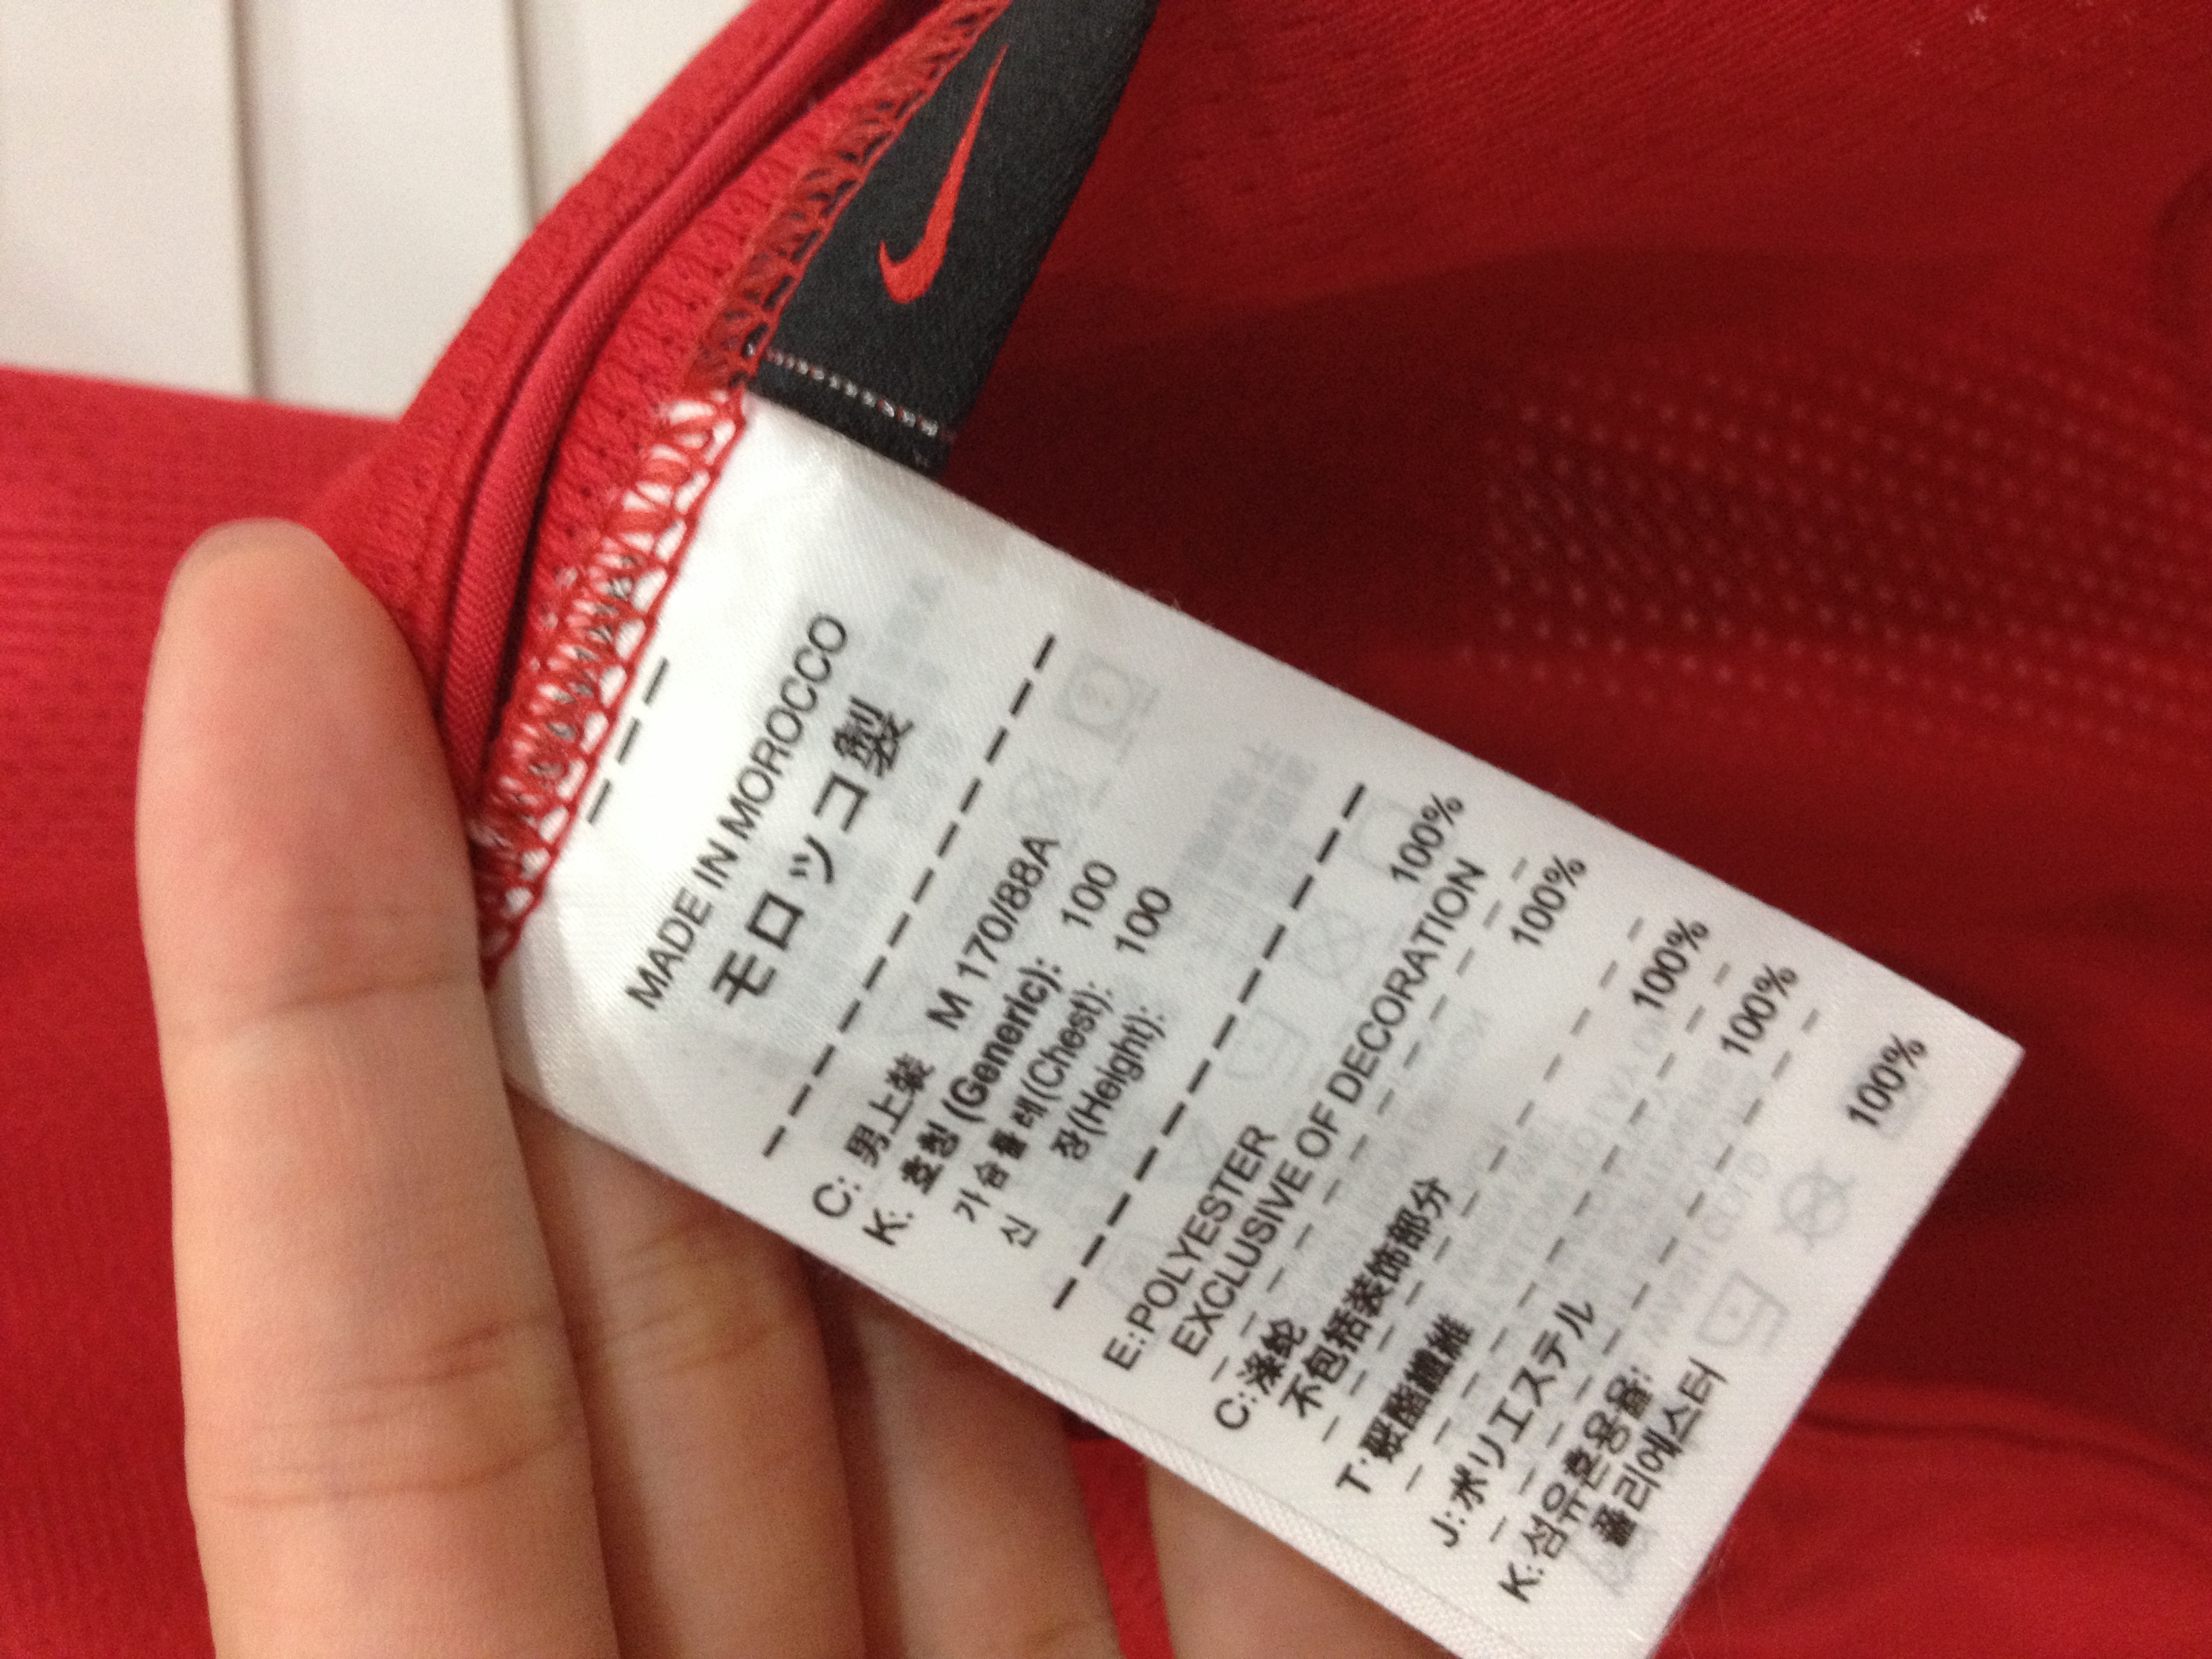 MADE IN MOROCCO
モロッコ製
C: 男上装 M 170/88A
K: 호칭 (Generic): 100
가슴둘레(Chest): 100
신 장(Height):
E: POLYESTER 100%
EXCLUSIVE OF DECORATION
C: 涤纶 100%
不包括装饰部分
T: 聚酯纖維 100%
J: ポリエステル 100%
K: 섬유혼용율:
폴리에스터 100%